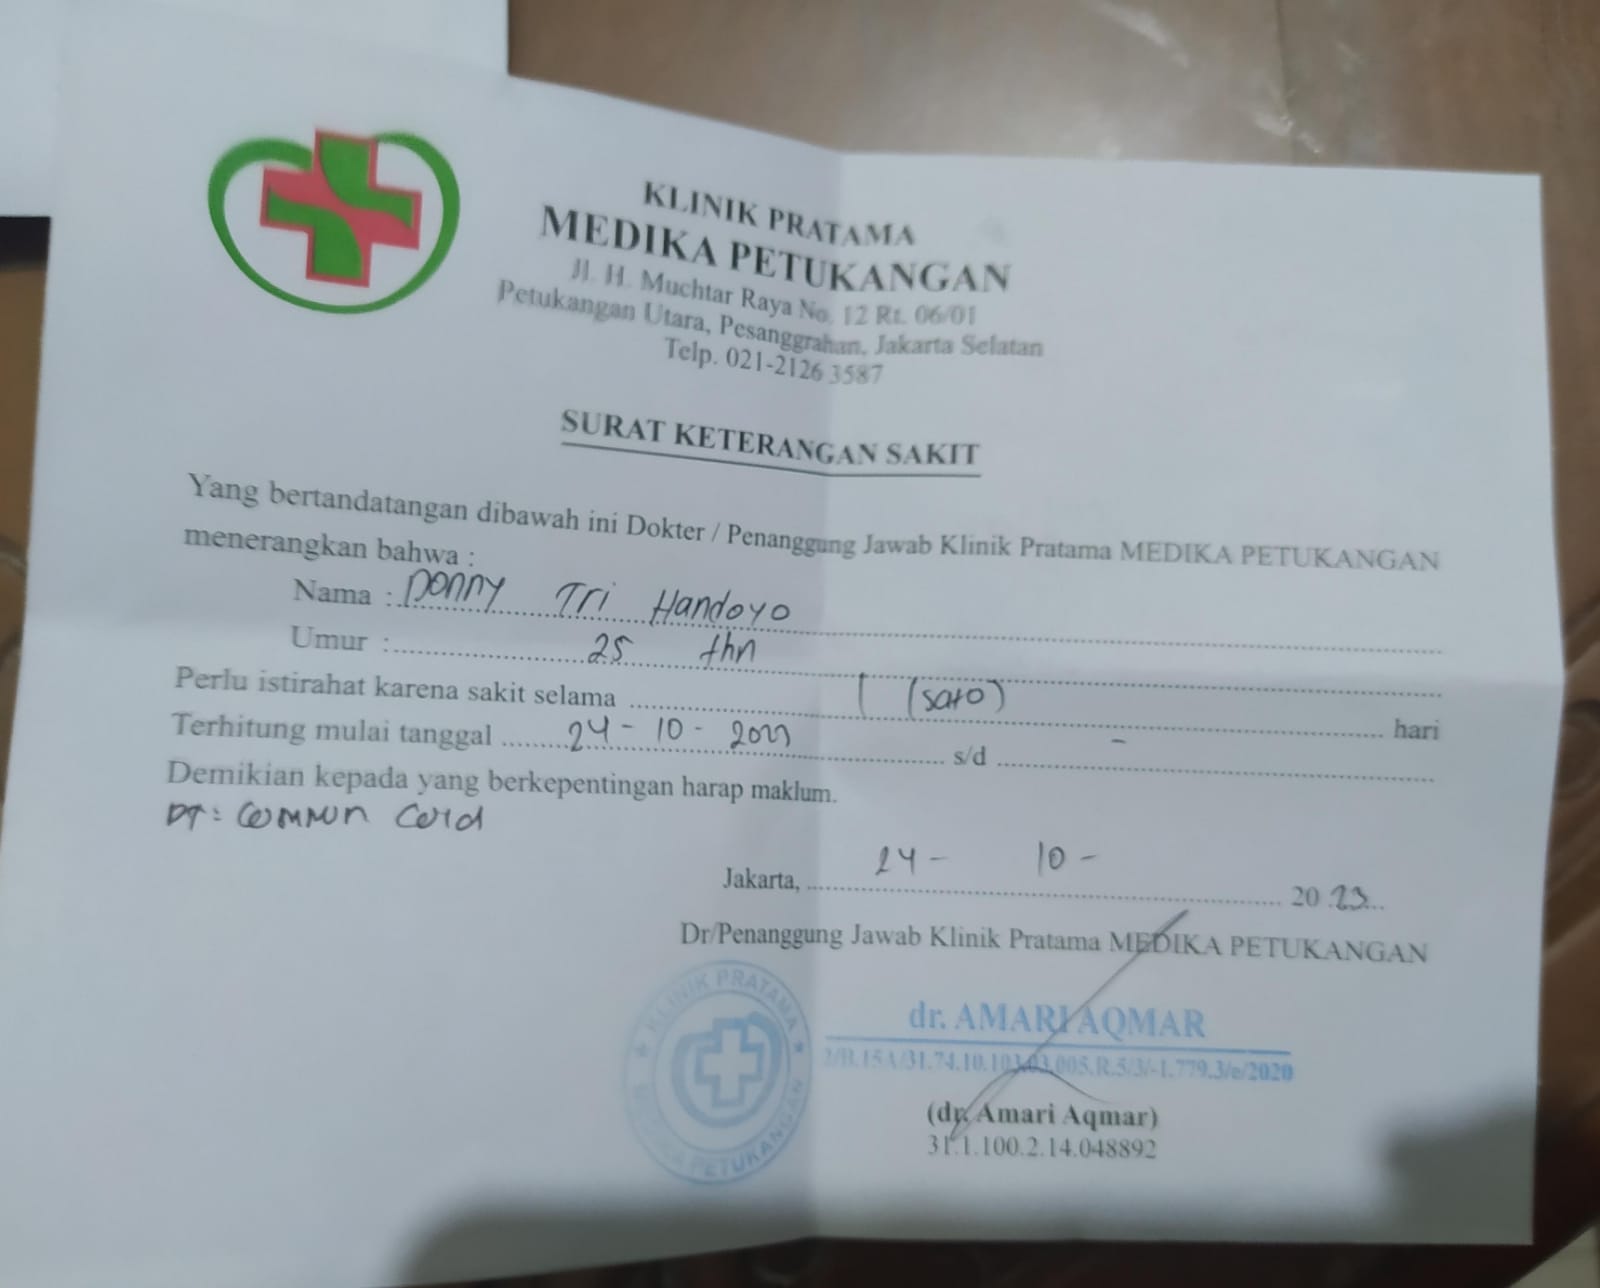 KLINIK PRATAMA
MEDIKA PETUKANGAN
Jl. H. Muchtar Raya No. 12 Rt. 06/01
Petukangan Utara, Pesanggrahan, Jakarta Selatan
Telp. 021-2126 3587
SURAT KETERANGAN SAKIT
Yang bertandatangan dibawah ini Dokter / Penanggung Jawab Klinik Pratama MEDIKA PETUKANGAN
menerangkan bahwa :
Nama : Donny Tri Handoyo
Umur : 25 thn
Perlu istirahat karena sakit selama 1 (satu) hari
Terhitung mulai tanggal 24-10-2023 s/d -
Demikian kepada yang berkepentingan harap maklum.
Common Cold
Jakarta, 24 - 10 - 2023
Dr/Penanggung Jawab Klinik Pratama MEDIKA PETUKANGAN
KLINIK PRATAMA
MEDIKA PETUKANGAN
dr. AMARI AQMAR
2/B.15A/31.74.10.1003.03.005.R.5/3/-1.779.3/e/2020
(dr. Amari Aqmar)
31.1.100.2.14.048892